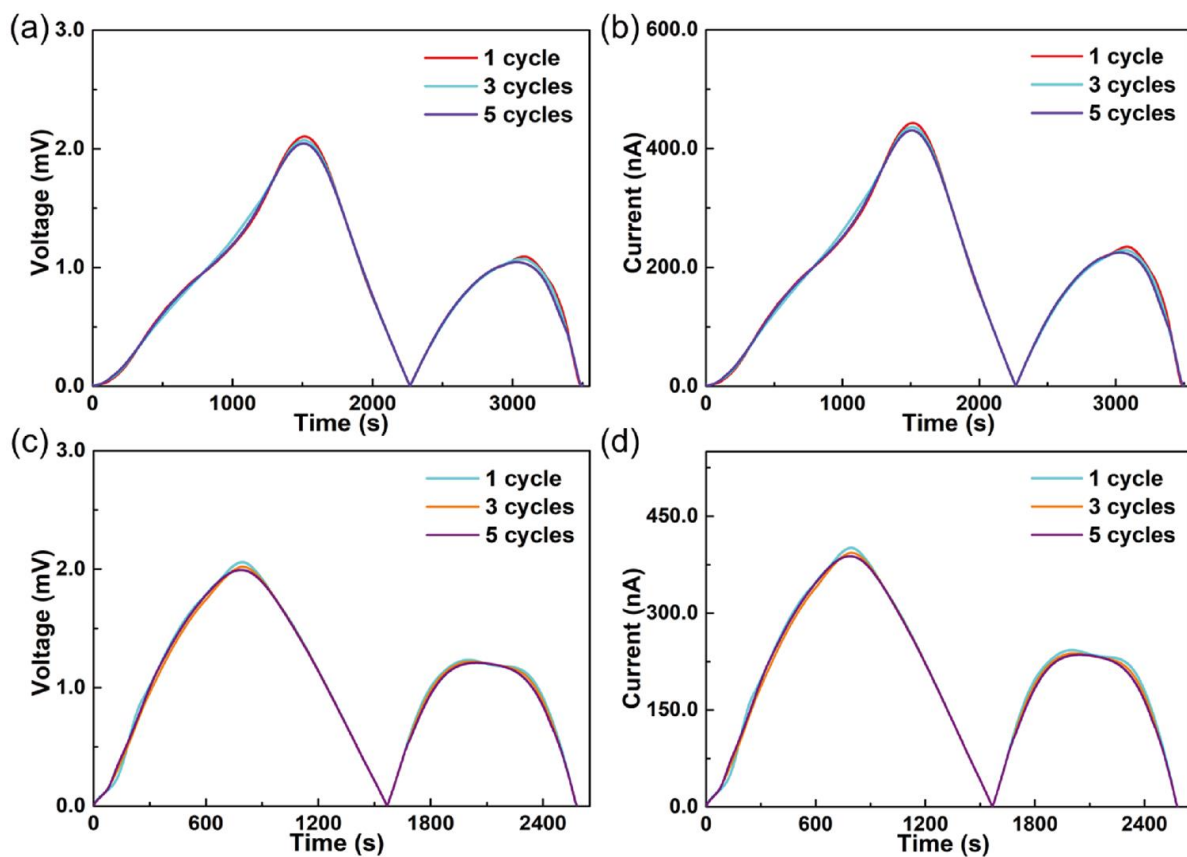 (a)
3.0
2.0
1.0
0.0
Voltage (mV)
1 cycle
3 cycles
5 cycles
0 1000 2000 3000
Time (s)
(b)
600.0
400.0
200.0
0.0
Current (nA)
1 cycle
3 cycles
5 cycles
0 1000 2000 3000
Time (s)
(c)
3.0
2.0
1.0
0.0
Voltage (mV)
1 cycle
3 cycles
5 cycles
0 600 1200 1800 2400
Time (s)
(d)
450.0
300.0
150.0
0.0
Current (nA)
1 cycle
3 cycles
5 cycles
0 600 1200 1800 2400
Time (s)